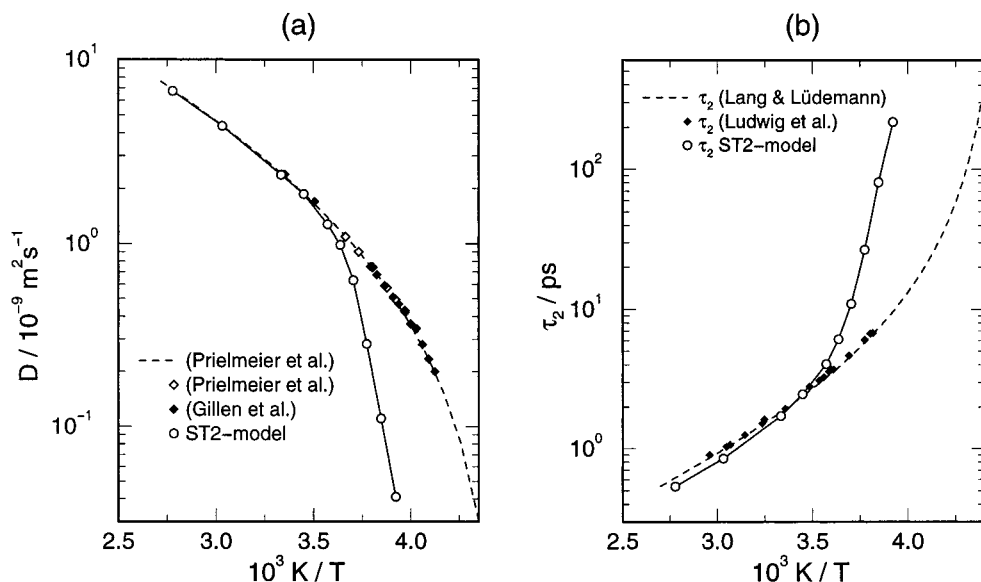 (a)
10^1
10^0
10^-1
D / 10^-9 m^2 s^-1
(Prielmeier et al.)
(Prielmeier et al.)
(Gillen et al.)
ST2-model
2.5 3.0 3.5 4.0
10^3 K / T
(b)
10^2
10^1
10^0
τ_2 / ps
τ_2 (Lang & Lüdemann)
τ_2 (Ludwig et al.)
τ_2 ST2-model
2.5 3.0 3.5 4.0
10^3 K / T